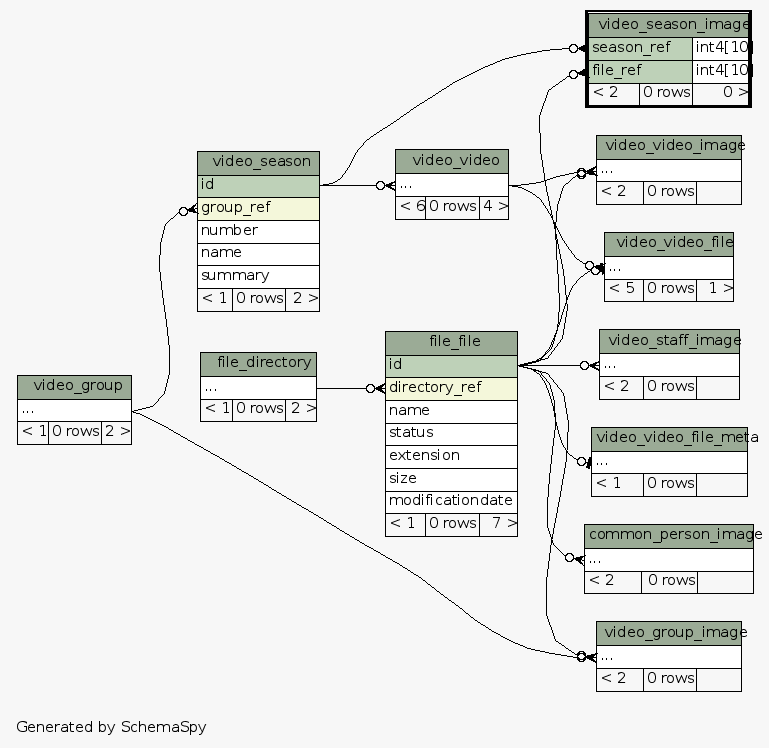 video_season_image
season_ref int4[10]
file_ref int4[10]
< 2 0 rows 0 >
video_video_image
...
< 2 0 rows
video_season
id
group_ref
number
name
summary
< 1 0 rows 2 >
video_video
...
< 6 0 rows 4 >
video_video_file
...
< 5 0 rows 1 >
file_file
id
directory_ref
name
status
extension
size
modificationdate
< 1 0 rows 7 >
file_directory
...
< 1 0 rows 2 >
video_group
...
< 1 0 rows 2 >
video_staff_image
...
< 2 0 rows
video_video_file_meta
...
< 1 0 rows
common_person_image
...
< 2 0 rows
video_group_image
...
< 2 0 rows
Generated by SchemaSpy